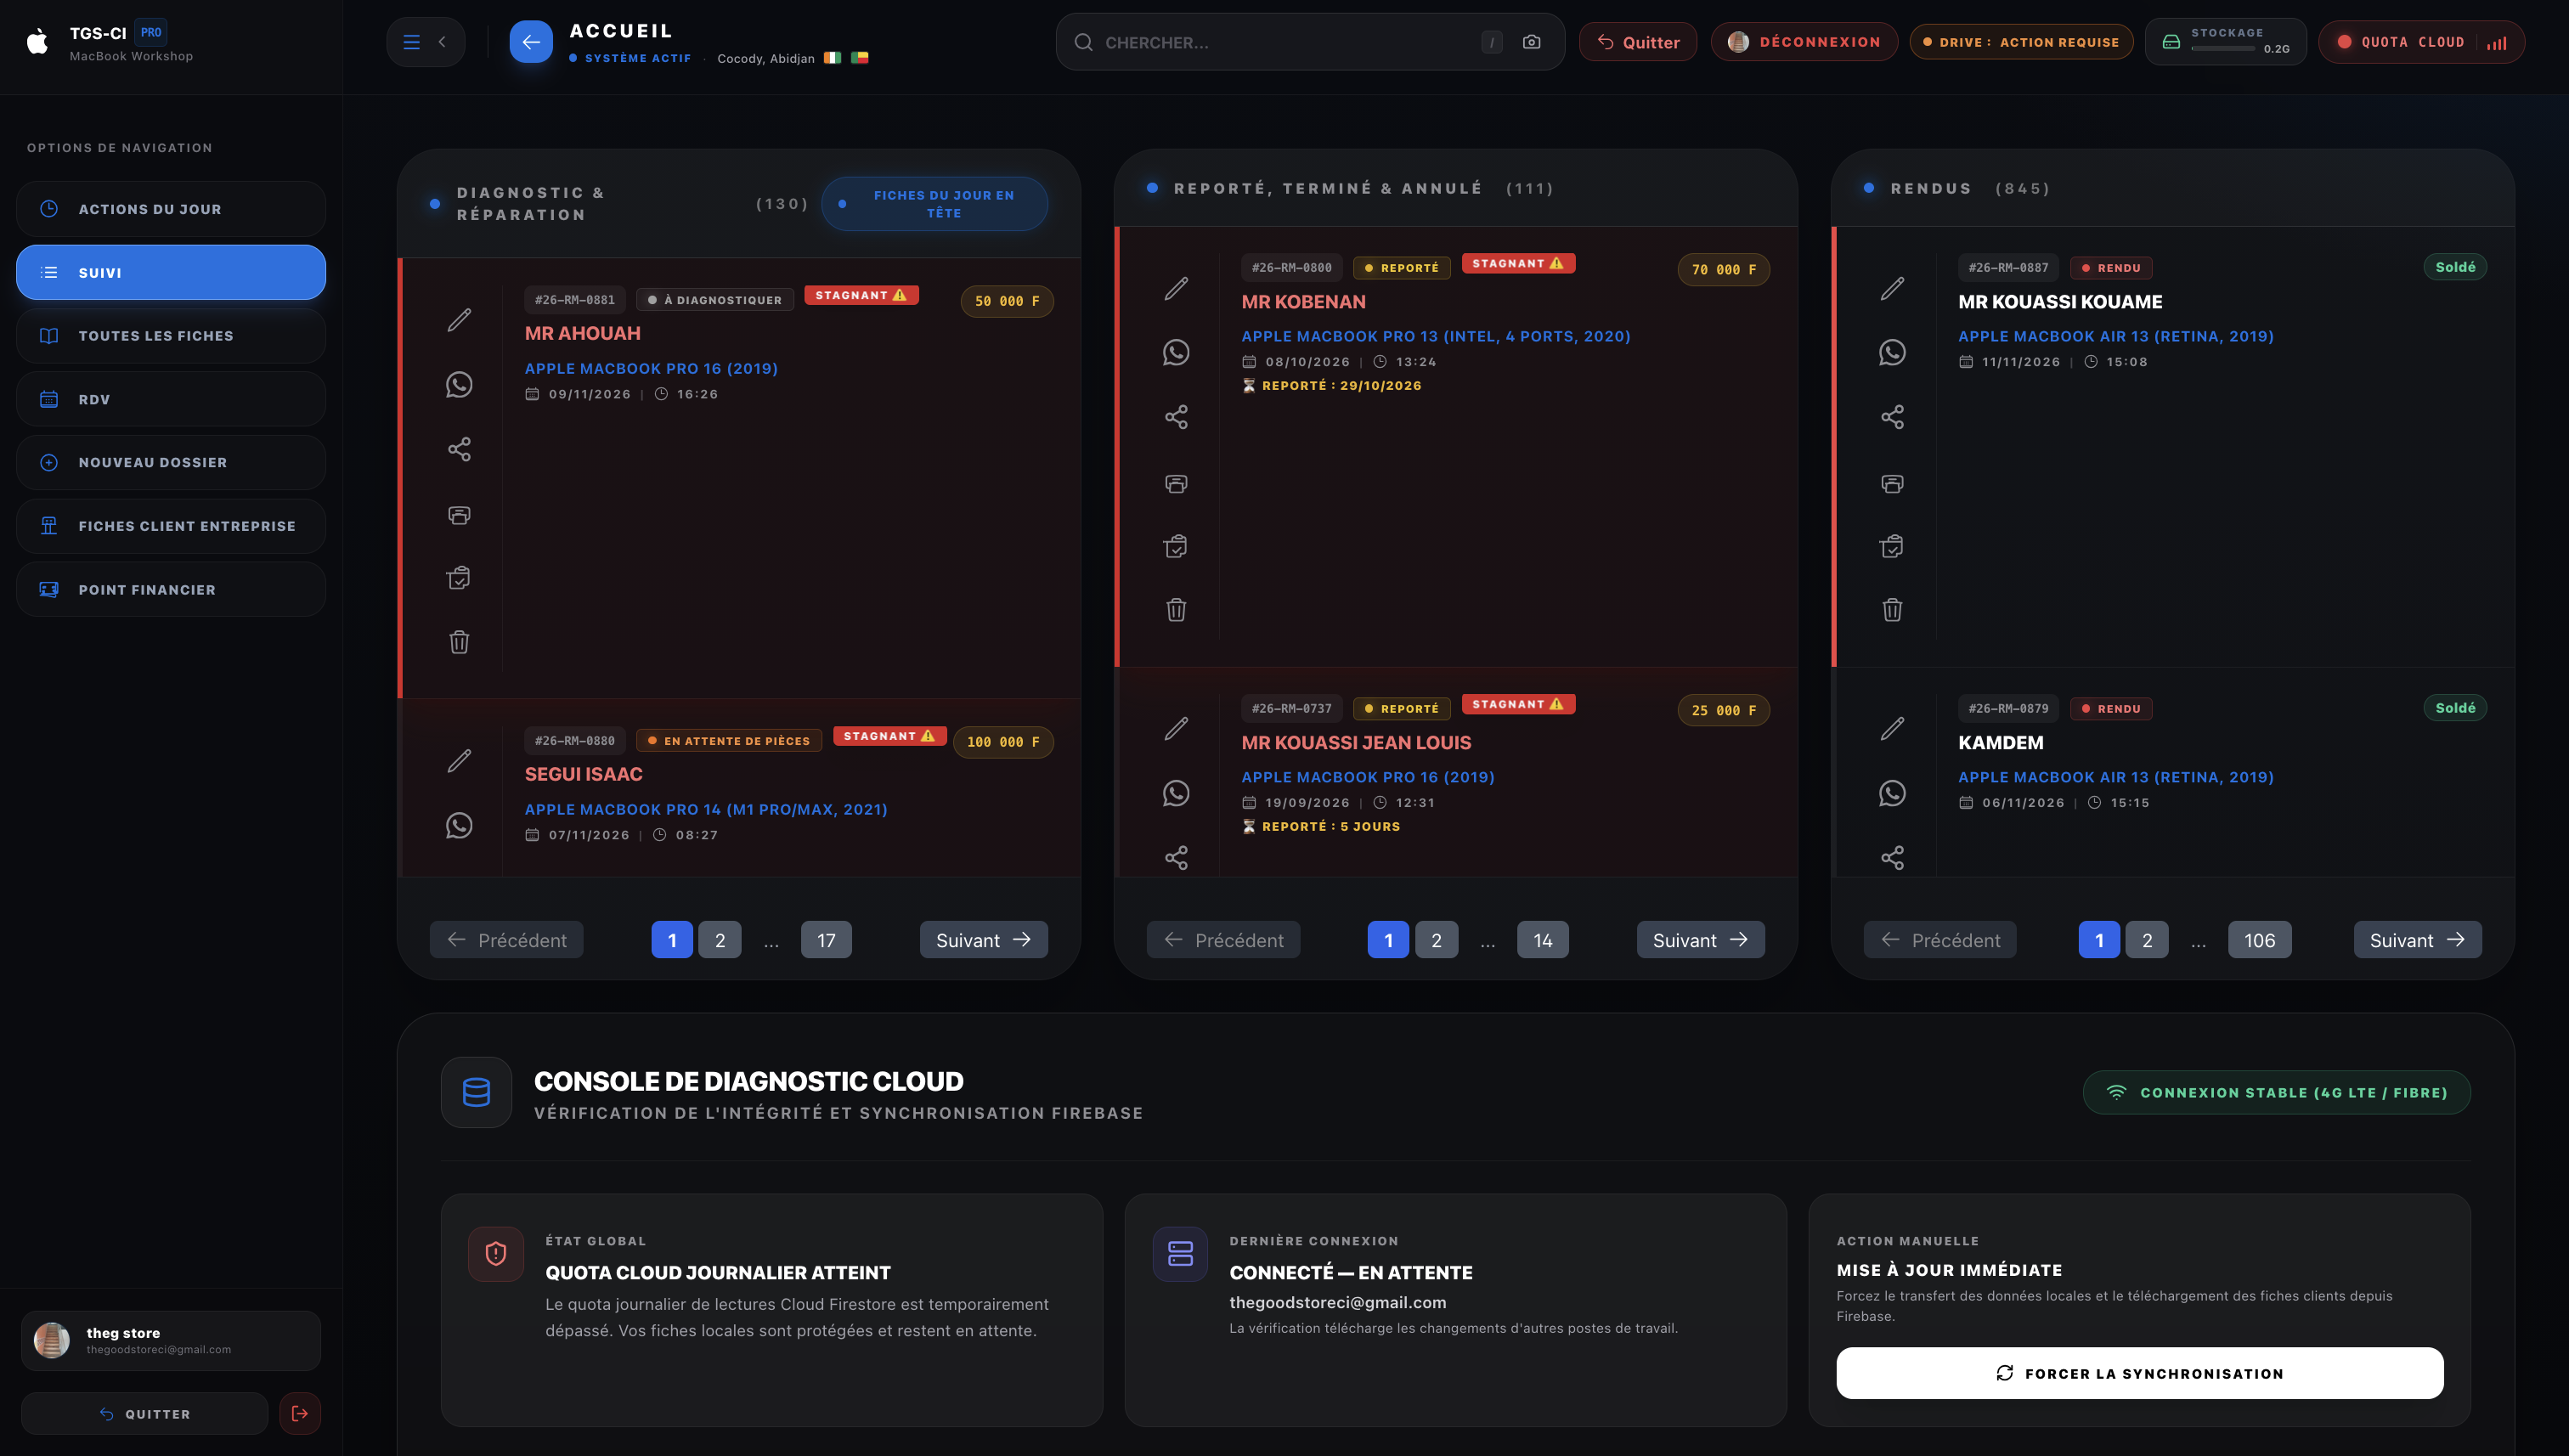 TGS-CI PRO
MacBook Workshop
ACCUEIL
SYSTÈME ACTIF · Cocody, Abidjan
CHERCHER... /
Quitter
DÉCONNEXION
DRIVE : ACTION REQUISE
STOCKAGE
0.2G
QUOTA CLOUD
OPTIONS DE NAVIGATION
ACTIONS DU JOUR
SUIVI
TOUTES LES FICHES
RDV
NOUVEAU DOSSIER
FICHES CLIENT ENTREPRISE
POINT FINANCIER
theg store
thegoodstoreci@gmail.com
QUITTER
DIAGNOSTIC &
RÉPARATION
(130)
FICHES DU JOUR EN
TÊTE
#26-RM-0881 À DIAGNOSTIQUER STAGNANT ⚠️ 50 000 F
MR AHOUAH
APPLE MACBOOK PRO 16 (2019)
09/11/2026 | 16:26
#26-RM-0880 EN ATTENTE DE PIÈCES STAGNANT ⚠️ 100 000 F
SEGUI ISAAC
APPLE MACBOOK PRO 14 (M1 PRO/MAX, 2021)
07/11/2026 | 08:27
← Précédent 1 2 ... 17 Suivant →
REPORTÉ, TERMINÉ & ANNULÉ (111)
#26-RM-0800 REPORTÉ STAGNANT ⚠️ 70 000 F
MR KOBENAN
APPLE MACBOOK PRO 13 (INTEL, 4 PORTS, 2020)
08/10/2026 | 13:24
⏳ REPORTÉ : 29/10/2026
#26-RM-0737 REPORTÉ STAGNANT ⚠️ 25 000 F
MR KOUASSI JEAN LOUIS
APPLE MACBOOK PRO 16 (2019)
19/09/2026 | 12:31
⏳ REPORTÉ : 5 JOURS
← Précédent 1 2 ... 14 Suivant →
RENDUS (845)
#26-RM-0887 RENDU Soldé
MR KOUASSI KOUAME
APPLE MACBOOK AIR 13 (RETINA, 2019)
11/11/2026 | 15:08
#26-RM-0879 RENDU Soldé
KAMDEM
APPLE MACBOOK AIR 13 (RETINA, 2019)
06/11/2026 | 15:15
← Précédent 1 2 ... 106 Suivant →
CONSOLE DE DIAGNOSTIC CLOUD
VÉRIFICATION DE L'INTÉGRITÉ ET SYNCHRONISATION FIREBASE
CONNEXION STABLE (4G LTE / FIBRE)
ÉTAT GLOBAL
QUOTA CLOUD JOURNALIER ATTEINT
Le quota journalier de lectures Cloud Firestore est temporairement
dépassé. Vos fiches locales sont protégées et restent en attente.
DERNIÈRE CONNEXION
CONNECTÉ — EN ATTENTE
thegoodstoreci@gmail.com
La vérification télécharge les changements d'autres postes de travail.
ACTION MANUELLE
MISE À JOUR IMMÉDIATE
Forcez le transfert des données locales et le téléchargement des fiches clients depuis
Firebase.
FORCER LA SYNCHRONISATION